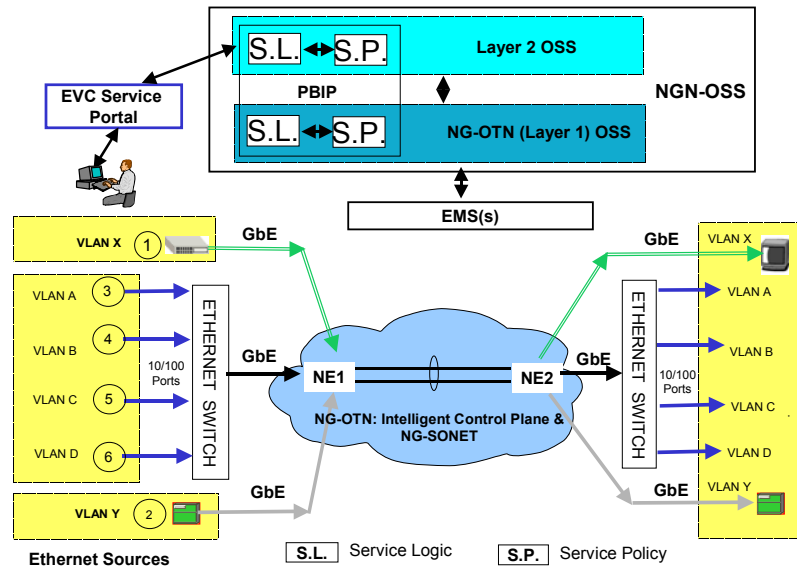 S.L.
S.P.
Layer 2 OSS
PBIP
NGN-OSS
S.L.
S.P.
NG-OTN (Layer 1) OSS
EVC Service
Portal
EMS(s)
VLAN X
1
GbE
GbE
VLAN X
VLAN A
3
VLAN B
4
VLAN C
5
VLAN D
6
10/100
Ports
ETHERNET SWITCH
GbE
NE1
NE2
NG-OTN: Intelligent Control Plane &
NG-SONET
GbE
ETHERNET SWITCH
10/100
Ports
VLAN A
VLAN B
VLAN C
VLAN D
VLAN Y
2
GbE
GbE
VLAN Y
Ethernet Sources
S.L.
Service Logic
S.P.
Service Policy